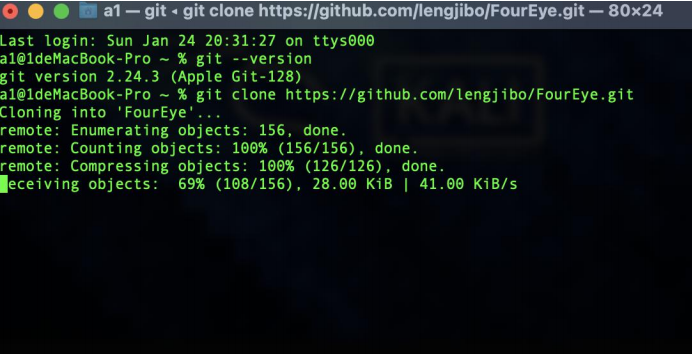 a1 — git ◂ git clone https://github.com/lengjibo/FourEye.git — 80×24
Last login: Sun Jan 24 20:31:27 on ttys000
a1@1deMacBook-Pro ~ % git --version
git version 2.24.3 (Apple Git-128)
a1@1deMacBook-Pro ~ % git clone https://github.com/lengjibo/FourEye.git
Cloning into 'FourEye'...
remote: Enumerating objects: 156, done.
remote: Counting objects: 100% (156/156), done.
remote: Compressing objects: 100% (126/126), done.
eceiving objects:  69% (108/156), 28.00 KiB | 41.00 KiB/s